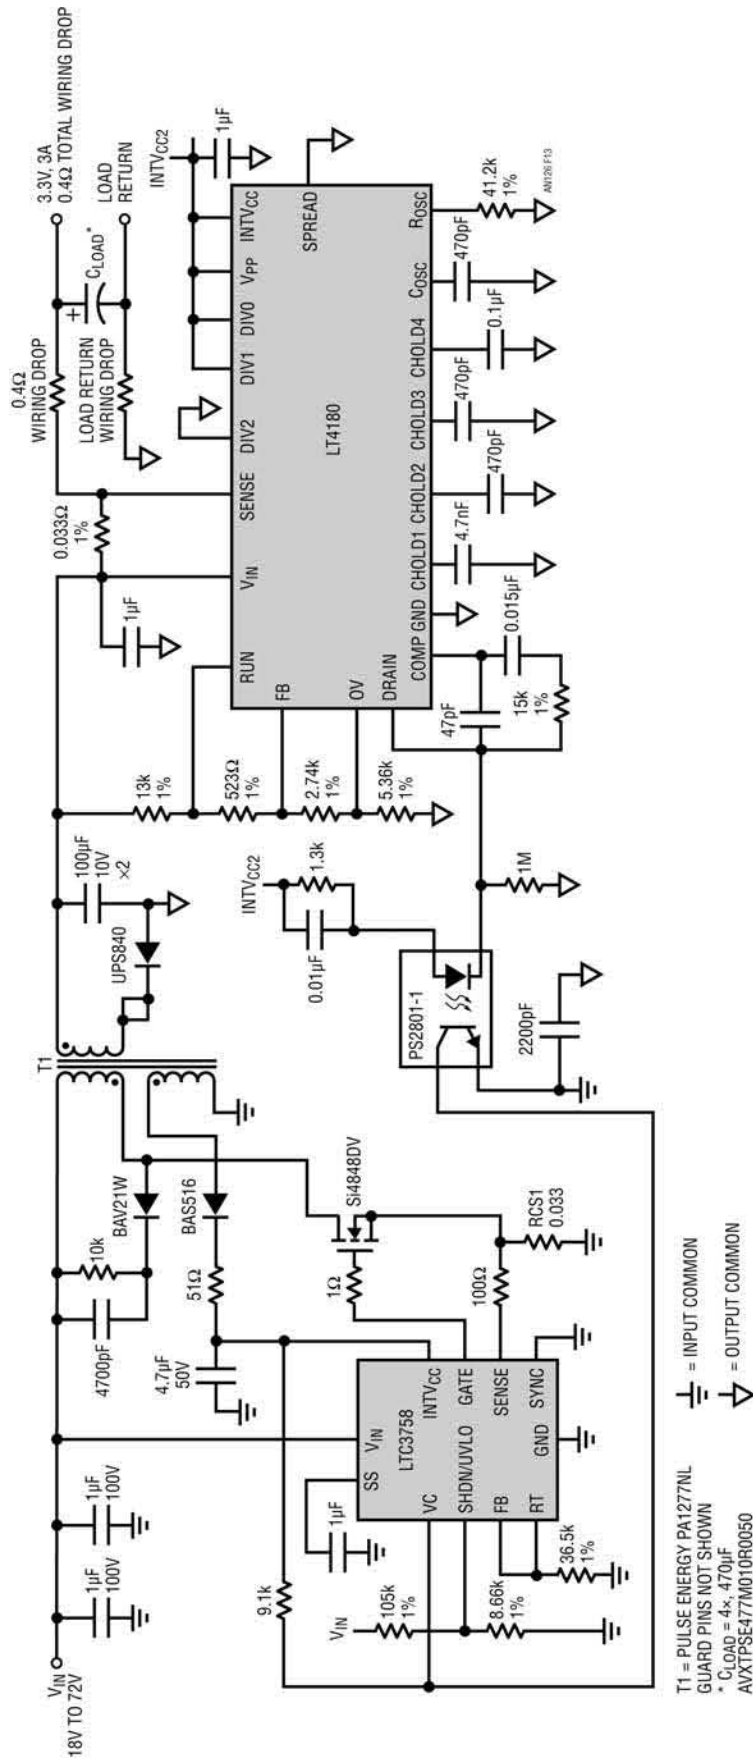 VIN
18V TO 72V
1µF
100V
1µF
100V
4700pF
10k
BAV21W
T1
UPS840
100µF
10V
×2
4.7µF
50V
51Ω
BAS516
9.1k
1µF
VIN
105k
1%
8.66k
1%
36.5k
1%
SS
VIN
INTVCC
LTC3758
VC
GATE
SHDN/UVLO
SENSE
FB
RT
GND
SYNC
1Ω
Si4848DV
100Ω
RCS1
0.033
INTVCC2
0.01µF
1.3k
PS2801-1
2200pF
1M
13k
1%
523Ω
1%
2.74k
1%
5.36k
1%
1µF
0.033Ω
1%
0.4Ω
WIRING DROP
LOAD RETURN
WIRING DROP
+
CLOAD*
3.3V, 3A
0.4Ω TOTAL WIRING DROP
LOAD
RETURN
INTVCC2
1µF
RUN
VIN
SENSE
DIV2
DIV1
DIV0
VPP
INTVCC
FB
OV
LT4180
SPREAD
DRAIN
COMP
GND
CHOLD1
CHOLD2
CHOLD3
CHOLD4
COSC
ROSC
47pF
0.015µF
15k
1%
4.7nF
470pF
470pF
0.1µF
470pF
41.2k
1%
AN126 F13
T1 = PULSE ENERGY PA1277NL
GUARD PINS NOT SHOWN
* CLOAD = 4×, 470µF
AVXTPSE477M010R0050
= INPUT COMMON
= OUTPUT COMMON